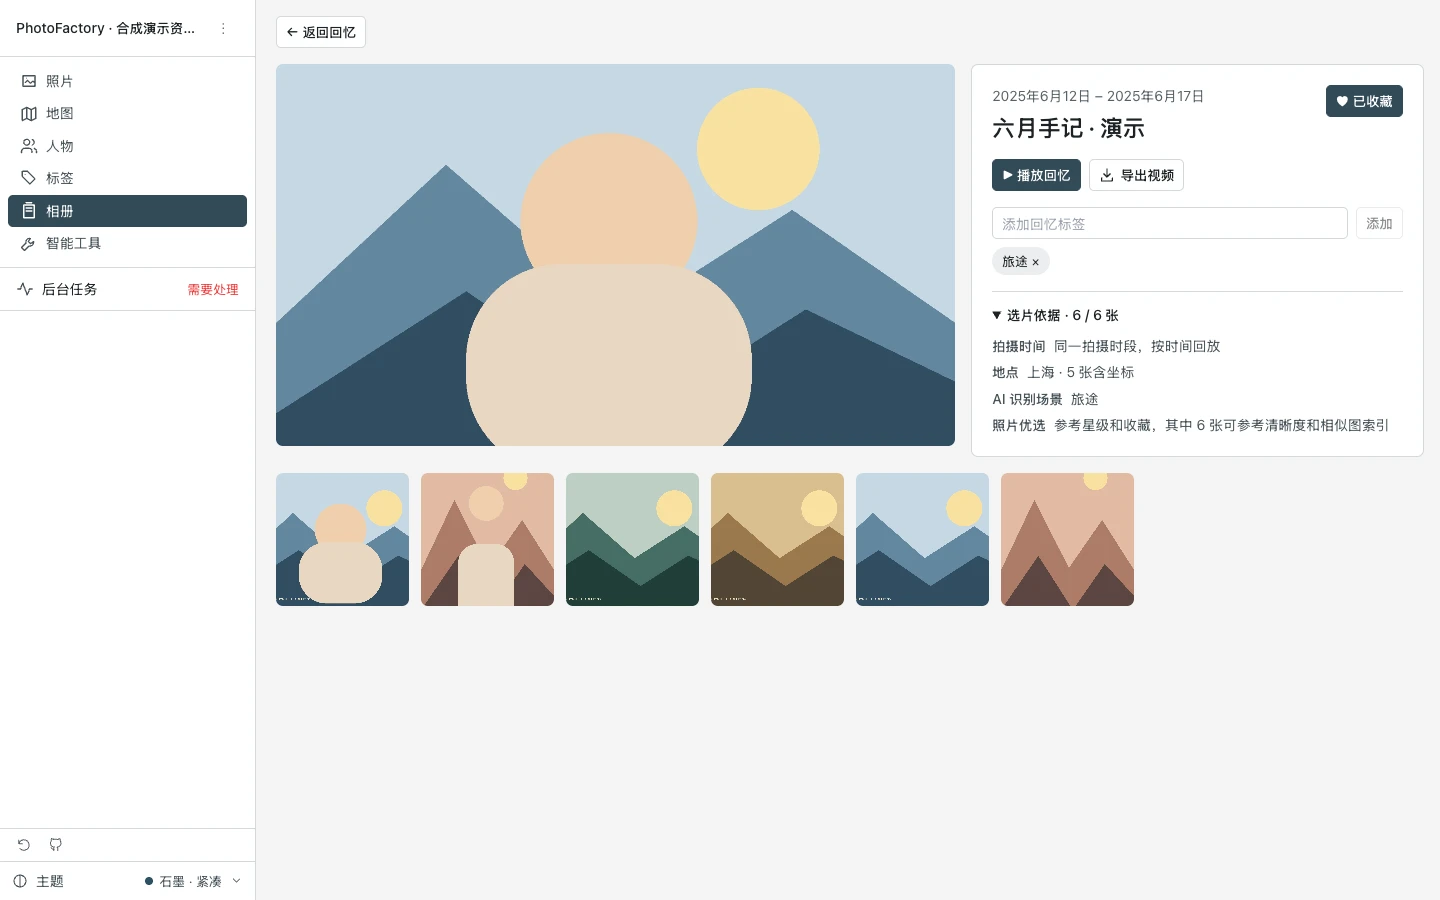 PhotoFactory · 合成演示资...
照片
地图
人物
标签
相册
智能工具
后台任务 需要处理
主题 石墨 · 紧凑
← 返回回忆
2025年6月12日 – 2025年6月17日
已收藏
六月手记 · 演示
播放回忆 导出视频
添加回忆标签 添加
旅途 ×
选片依据 · 6 / 6 张
拍摄时间 同一拍摄时段，按时间回放
地点 上海 · 5 张含坐标
AI 识别场景 旅途
照片优选 参考星级和收藏，其中 6 张可参考清晰度和相似图索引